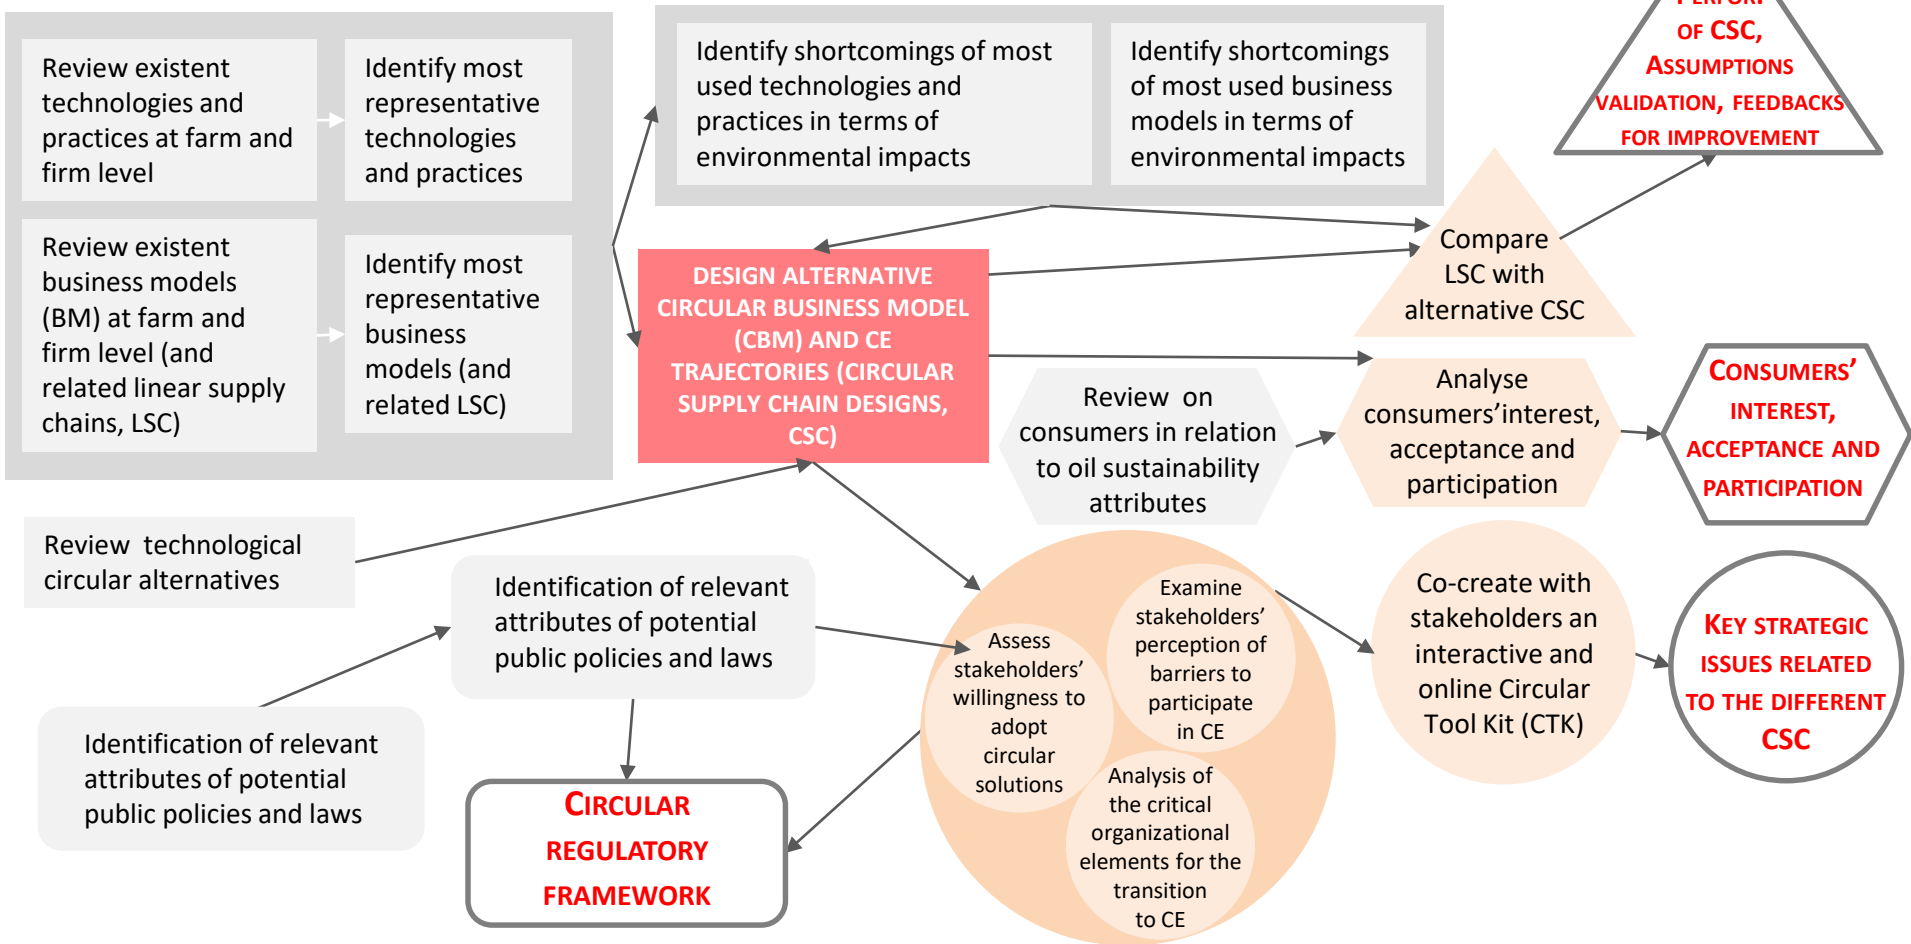 Review existent
technologies and
practices at farm and
firm level
Identify most
representative
technologies
and practices
Review existent
business models
(BM) at farm and
firm level (and
related linear supply
chains, LSC)
Identify most
representative
business
models (and
related LSC)
Identify shortcomings of most
used technologies and
practices in terms of
environmental impacts
Identify shortcomings
of most used business
models in terms of
environmental impacts
OF CSC,
ASSUMPTIONS
VALIDATION, FEEDBACKS
FOR IMPROVEMENT
DESIGN ALTERNATIVE
CIRCULAR BUSINESS MODEL
(CBM) AND CE
TRAJECTORIES (CIRCULAR
SUPPLY CHAIN DESIGNS,
CSC)
Compare
LSC with
alternative CSC
Review on
consumers in relation
to oil sustainability
attributes
Analyse
consumers'interest,
acceptance and
participation
CONSUMERS'
INTEREST,
ACCEPTANCE AND
PARTICIPATION
Review technological
circular alternatives
Identification of relevant
attributes of potential
public policies and laws
Identification of relevant
attributes of potential
public policies and laws
CIRCULAR
REGULATORY
FRAMEWORK
Assess
stakeholders'
willingness to
adopt
circular
solutions
Examine
stakeholders'
perception of
barriers to
participate
in CE
Analysis of
the critical
organizational
elements for the
transition
to CE
Co-create with
stakeholders an
interactive and
online Circular
Tool Kit (CTK)
KEY STRATEGIC
ISSUES RELATED
TO THE DIFFERENT
CSC